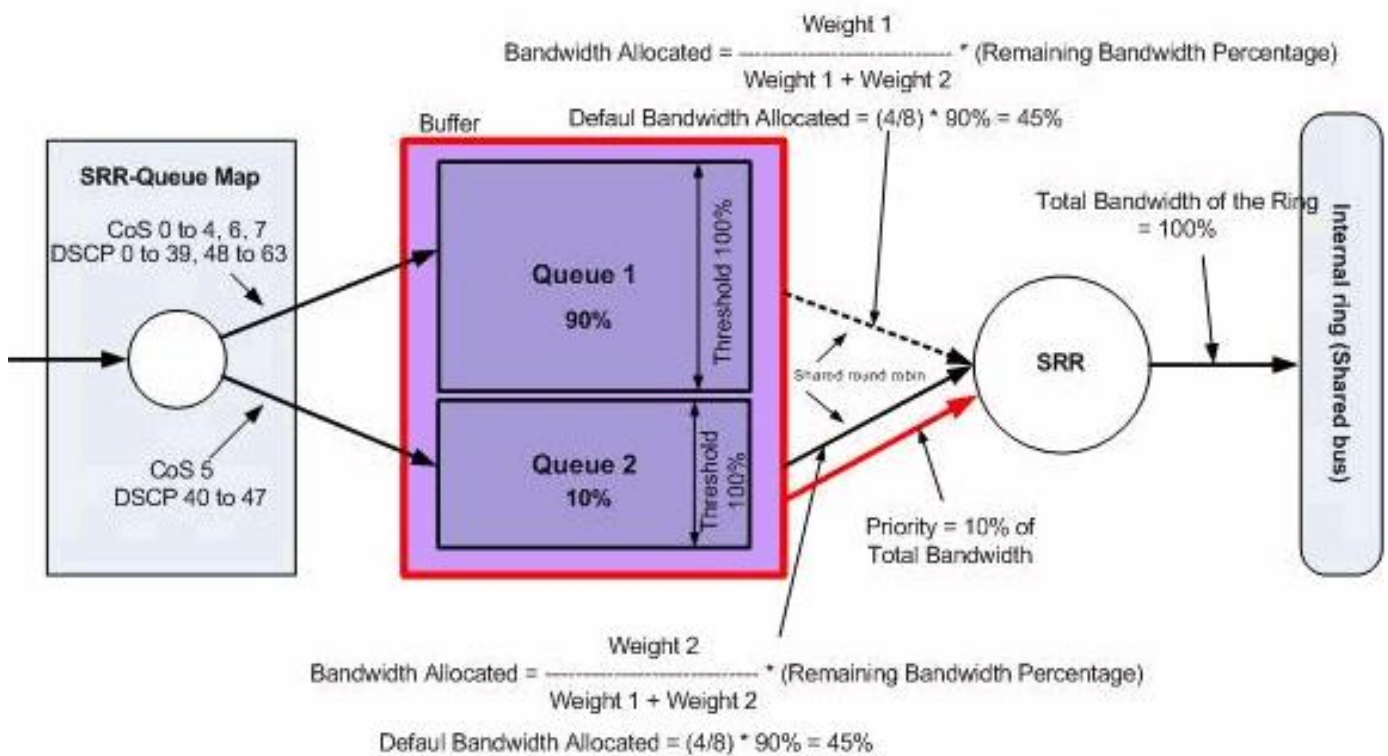 Weight 1
Bandwidth Allocated = ---------------- * (Remaining Bandwidth Percentage)
Weight 1 + Weight 2
Defaul Bandwidth Allocated = (4/8) * 90% = 45%
Buffer
SRR-Queue Map
CoS 0 to 4, 6, 7
DSCP 0 to 39, 48 to 63
CoS 5
DSCP 40 to 47
Queue 1
90%
Threshold 100%
Queue 2
10%
Threshold
100%
Shared round robin
SRR
Total Bandwidth of the Ring
= 100%
Priority = 10% of
Total Bandwidth
Internal ring (Shared bus)
Weight 2
Bandwidth Allocated = ---------------- * (Remaining Bandwidth Percentage)
Weight 1 + Weight 2
Defaul Bandwidth Allocated = (4/8) * 90% = 45%